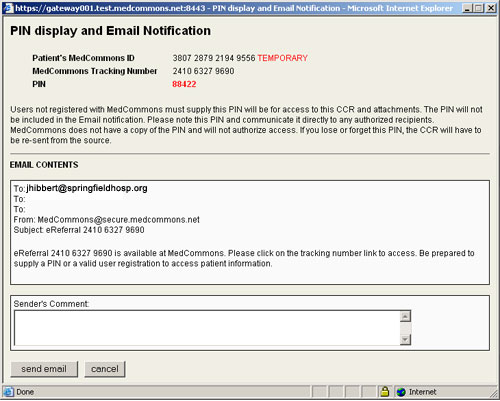 https://gateway001.test.medcommons.net:8443 - PIN display and Email Notification - Microsoft Internet Explorer
PIN display and Email Notification
Patient's MedCommons ID 3807 2879 2194 9556 TEMPORARY
MedCommons Tracking Number 2410 6327 9690
PIN 88422
Users not registered with MedCommons must supply this PIN will be for access to this CCR and attachments. The PIN will not
be included in the Email notification. Please note this PIN and communicate it directly to any authorized recipients.
MedCommons does not have a copy of the PIN and will not authorize access. If you lose or forget this PIN, the CCR will have to
be re-sent from the source.
EMAIL CONTENTS
To: jhibbert@springfieldhosp.org
To:
To:
From: MedCommons@secure.medcommons.net
Subject: eReferral 2410 6327 9690
eReferral 2410 6327 9690 is available at MedCommons. Please click on the tracking number link to access. Be prepared to
supply a PIN or a valid user registration to access patient information.
Sender's Comment:
send email cancel
Done Internet